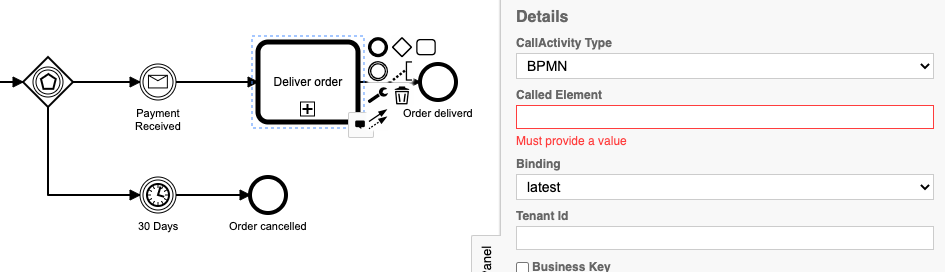 Deliver order
Payment
Received
Order deliverd
30 Days
Order cancelled
Details
CallActivity Type
BPMN
Called Element
Must provide a value
Binding
latest
Tenant Id
Business Key